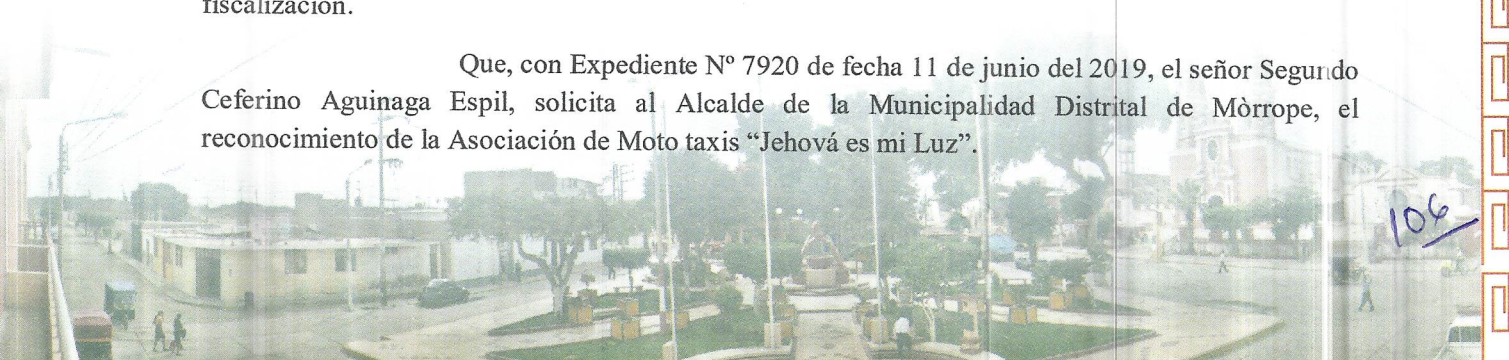 fiscalización.
Que, con Expediente Nº 7920 de fecha 11 de junio del 2019, el señor Segundo
Ceferino Aguinaga Espil, solicita al Alcalde de la Municipalidad Distrital de Mòrrope, el
reconocimiento de la Asociación de Moto taxis “Jehová es mi Luz”.
106